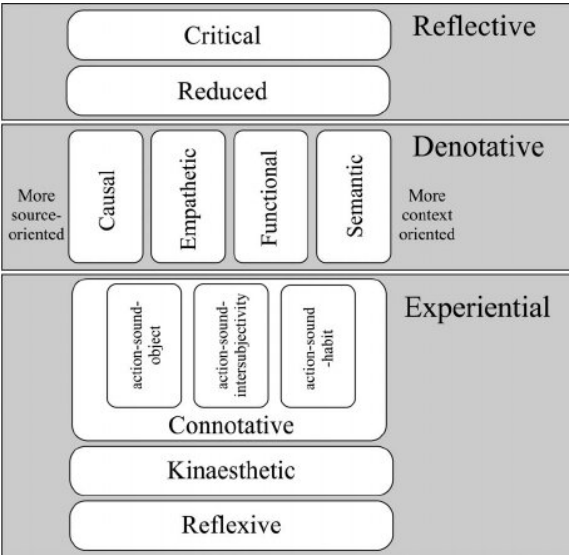 Reflective
Critical
Reduced
Denotative
More
source-
oriented
Causal
Empathetic
Functional
Semantic
More
context
oriented
Experiential
action-sound-
object
action-sound-
intersubjectivity
action-sound
-habit
Connotative
Kinaesthetic
Reflexive